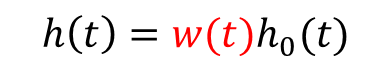 h(t) = w(t)h₀(t)